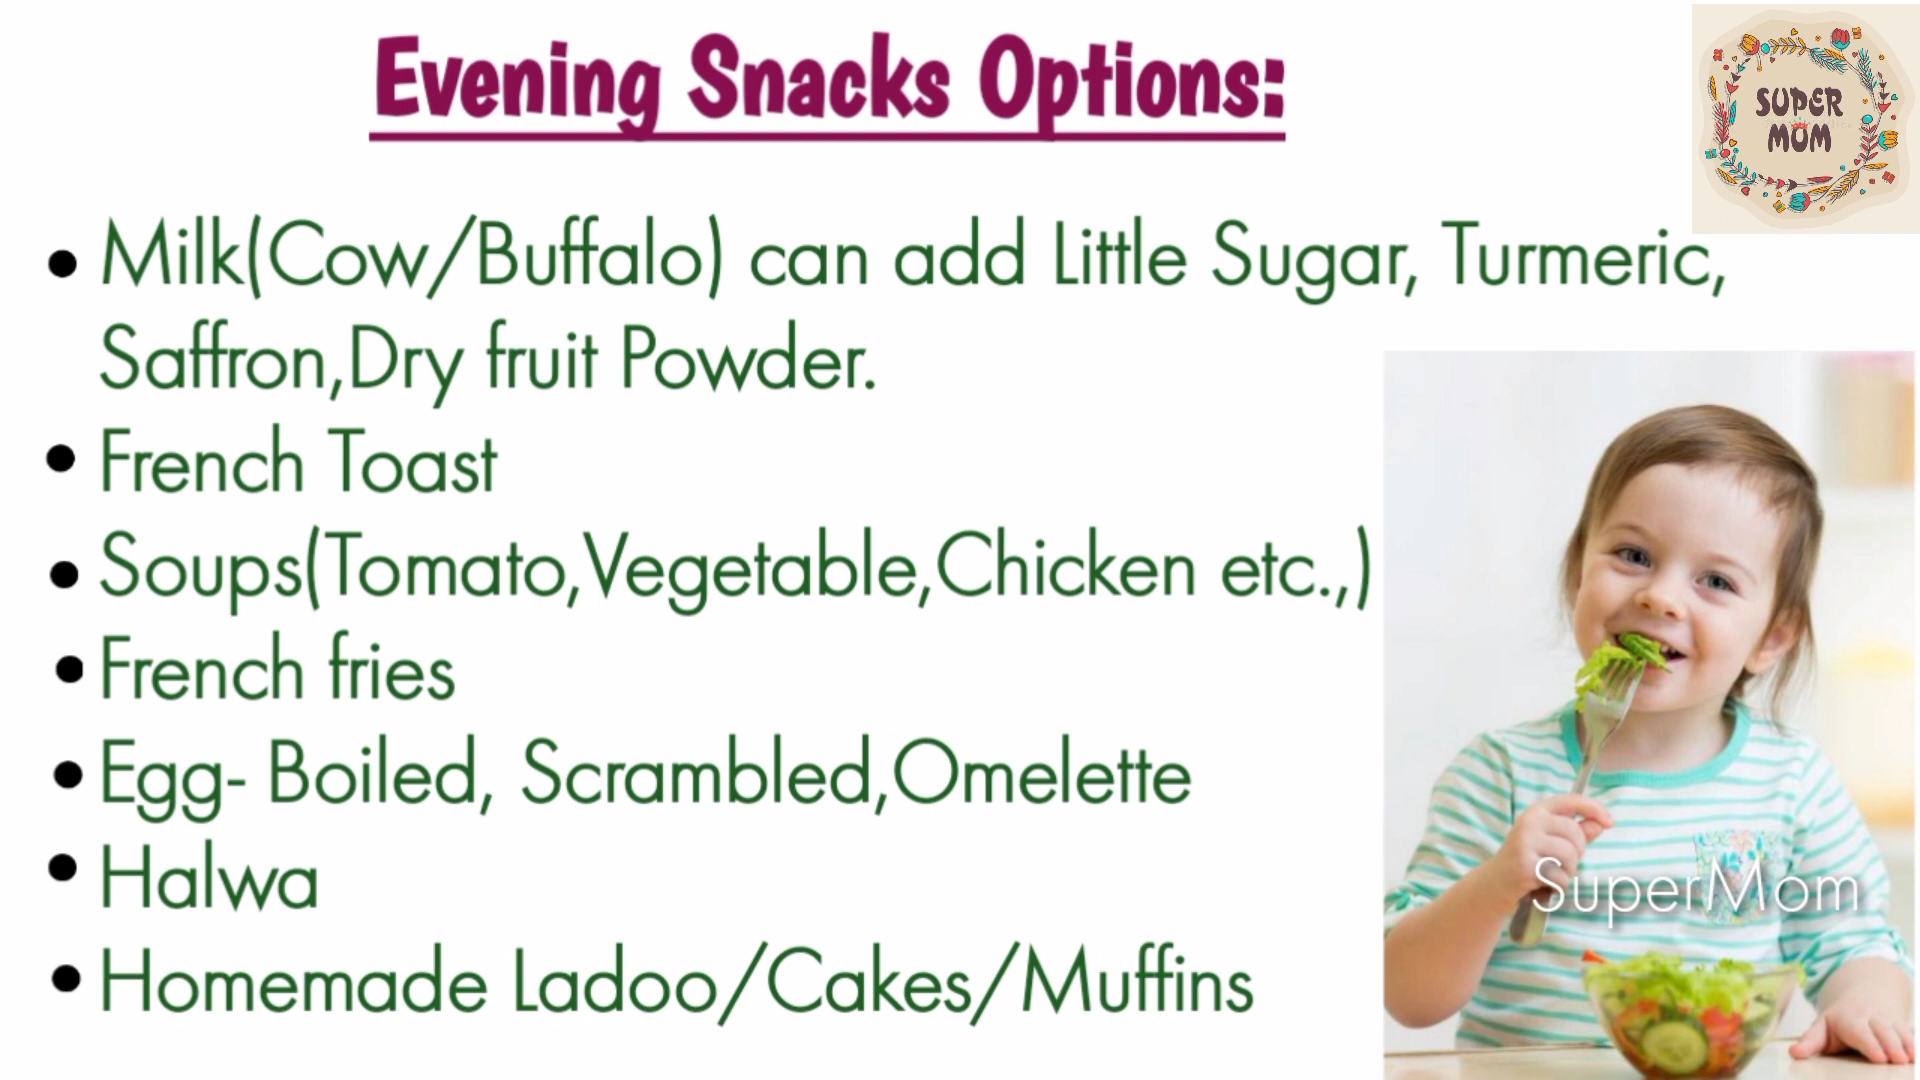 Evening Snacks Options:
SUPER
MOM
• Milk(Cow/Buffalo) can add Little Sugar, Turmeric,
Saffron,Dry fruit Powder.
• French Toast
• Soups(Tomato,Vegetable,Chicken etc.,)
• French fries
• Egg- Boiled, Scrambled,Omelette
• Halwa
• Homemade Ladoo/Cakes/Muffins
SuperMom